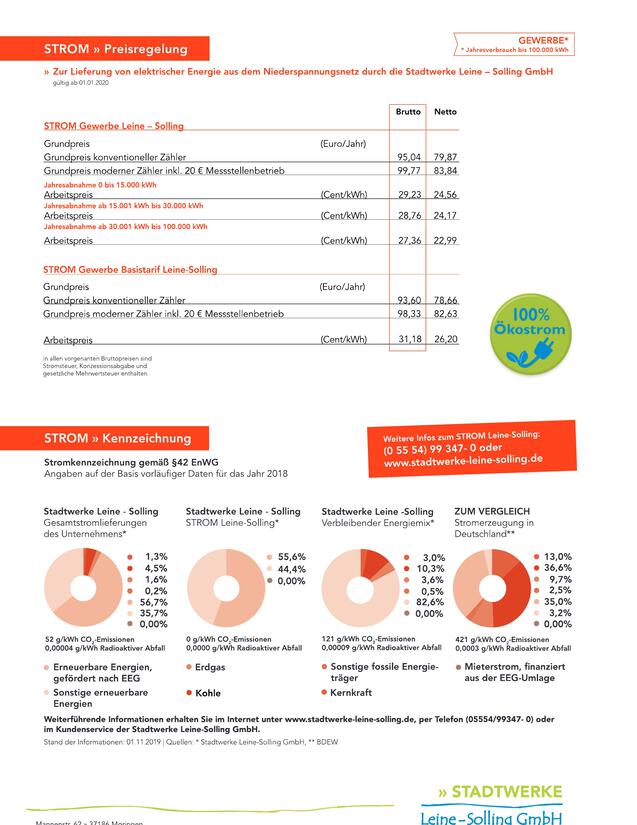 STROM » Preisregelung
GEWERBE*
* Jahresverbrauch bis 100.000 kWh
» Zur Lieferung von elektrischer Energie aus dem Niederspannungsnetz durch die Stadtwerke Leine – Solling GmbH
gültig ab 01.01.2020
Brutto Netto
STROM Gewerbe Leine – Solling
Grundpreis (Euro/Jahr)
Grundpreis konventioneller Zähler 95,04 79,87
Grundpreis moderner Zähler inkl. 20 € Messstellenbetrieb 99,77 83,84
Jahresabnahme 0 bis 15.000 kWh
Arbeitspreis (Cent/kWh) 29,23 24,56
Jahresabnahme ab 15.001 kWh bis 30.000 kWh
Arbeitspreis (Cent/kWh) 28,76 24,17
Jahresabnahme ab 30.001 kWh bis 100.000 kWh
Arbeitspreis (Cent/kWh) 27,36 22,99
STROM Gewerbe Basistarif Leine-Solling
Grundpreis (Euro/Jahr)
Grundpreis konventioneller Zähler 93,60 78,66
Grundpreis moderner Zähler inkl. 20 € Messstellenbetrieb 98,33 82,63
Arbeitspreis (Cent/kWh) 31,18 26,20
100%
Ökostrom
In allen vorgenanten Bruttopreisen sind
Stromsteuer, Konzessionsabgabe und
gesetzliche Mehrwertsteuer enthalten.
STROM » Kennzeichnung
Weitere Infos zum STROM Leine-Solling:
(0 55 54) 99 347- 0 oder
www.stadtwerke-leine-solling.de
Stromkennzeichnung gemäß §42 EnWG
Angaben auf der Basis vorläufiger Daten für das Jahr 2018
Stadtwerke Leine - Solling
Gesamtstromlieferungen
des Unternehmens*
1,3%
4,5%
1,6%
0,2%
56,7%
35,7%
0,00%
52 g/kWh CO2-Emissionen
0,00004 g/kWh Radioaktiver Abfall
Stadtwerke Leine - Solling
STROM Leine-Solling*
55,6%
44,4%
0,00%
0 g/kWh CO2-Emissionen
0,0000 g/kWh Radioaktiver Abfall
Stadtwerke Leine -Solling
Verbleibender Energiemix*
3,0%
10,3%
3,6%
0,5%
82,6%
0,00%
121 g/kWh CO2-Emissionen
0,00009 g/kWh Radioaktiver Abfall
ZUM VERGLEICH
Stromerzeugung in
Deutschland**
13,0%
36,6%
9,7%
2,5%
35,0%
3,2%
0,00%
421 g/kWh CO2-Emissionen
0,0003 g/kWh Radioaktiver Abfall
Erneuerbare Energien,
gefördert nach EEG
Sonstige erneuerbare
Energien
Erdgas
Kohle
Sonstige fossile Energie-
träger
Kernkraft
Mieterstrom, finanziert
aus der EEG-Umlage
Weiterführende Informationen erhalten Sie im Internet unter www.stadtwerke-leine-solling.de, per Telefon (05554/99347- 0) oder
im Kundenservice der Stadtwerke Leine-Solling GmbH.
Stand der Informationen: 01.11.2019 | Quellen: * Stadtwerke Leine-Solling GmbH, ** BDEW
» STADTWERKE
Leine-Solling GmbH
Mannenstr. 62 » 37186 Moringen